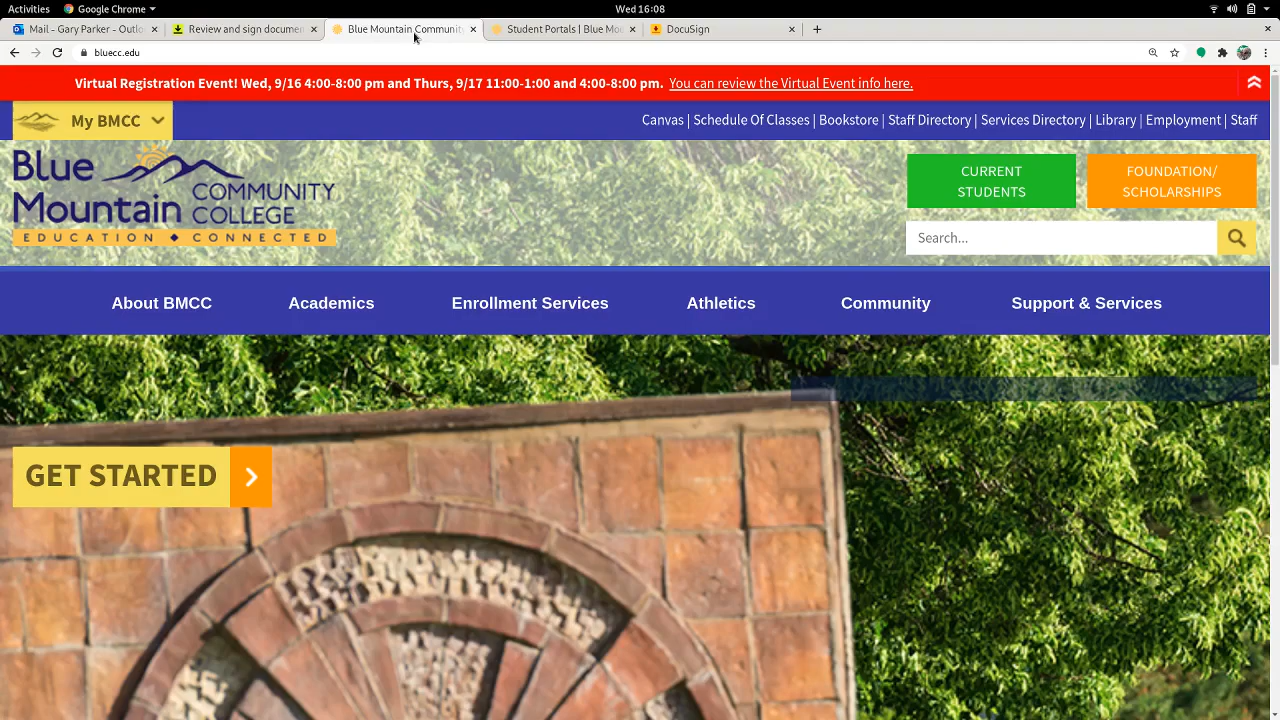 Activities Google Chrome Wed 16:08
Mail - Gary Parker - Outlo Review and sign documen Blue Mountain Community Student Portals | Blue Mo DocuSign
bluecc.edu
Virtual Registration Event! Wed, 9/16 4:00-8:00 pm and Thurs, 9/17 11:00-1:00 and 4:00-8:00 pm. You can review the Virtual Event info here.
My BMCC
Canvas | Schedule Of Classes | Bookstore | Staff Directory | Services Directory | Library | Employment | Staff
Blue Mountain COMMUNITY COLLEGE
EDUCATION ◆ CONNECTED
CURRENT STUDENTS
FOUNDATION/ SCHOLARSHIPS
Search...
About BMCC Academics Enrollment Services Athletics Community Support & Services
GET STARTED